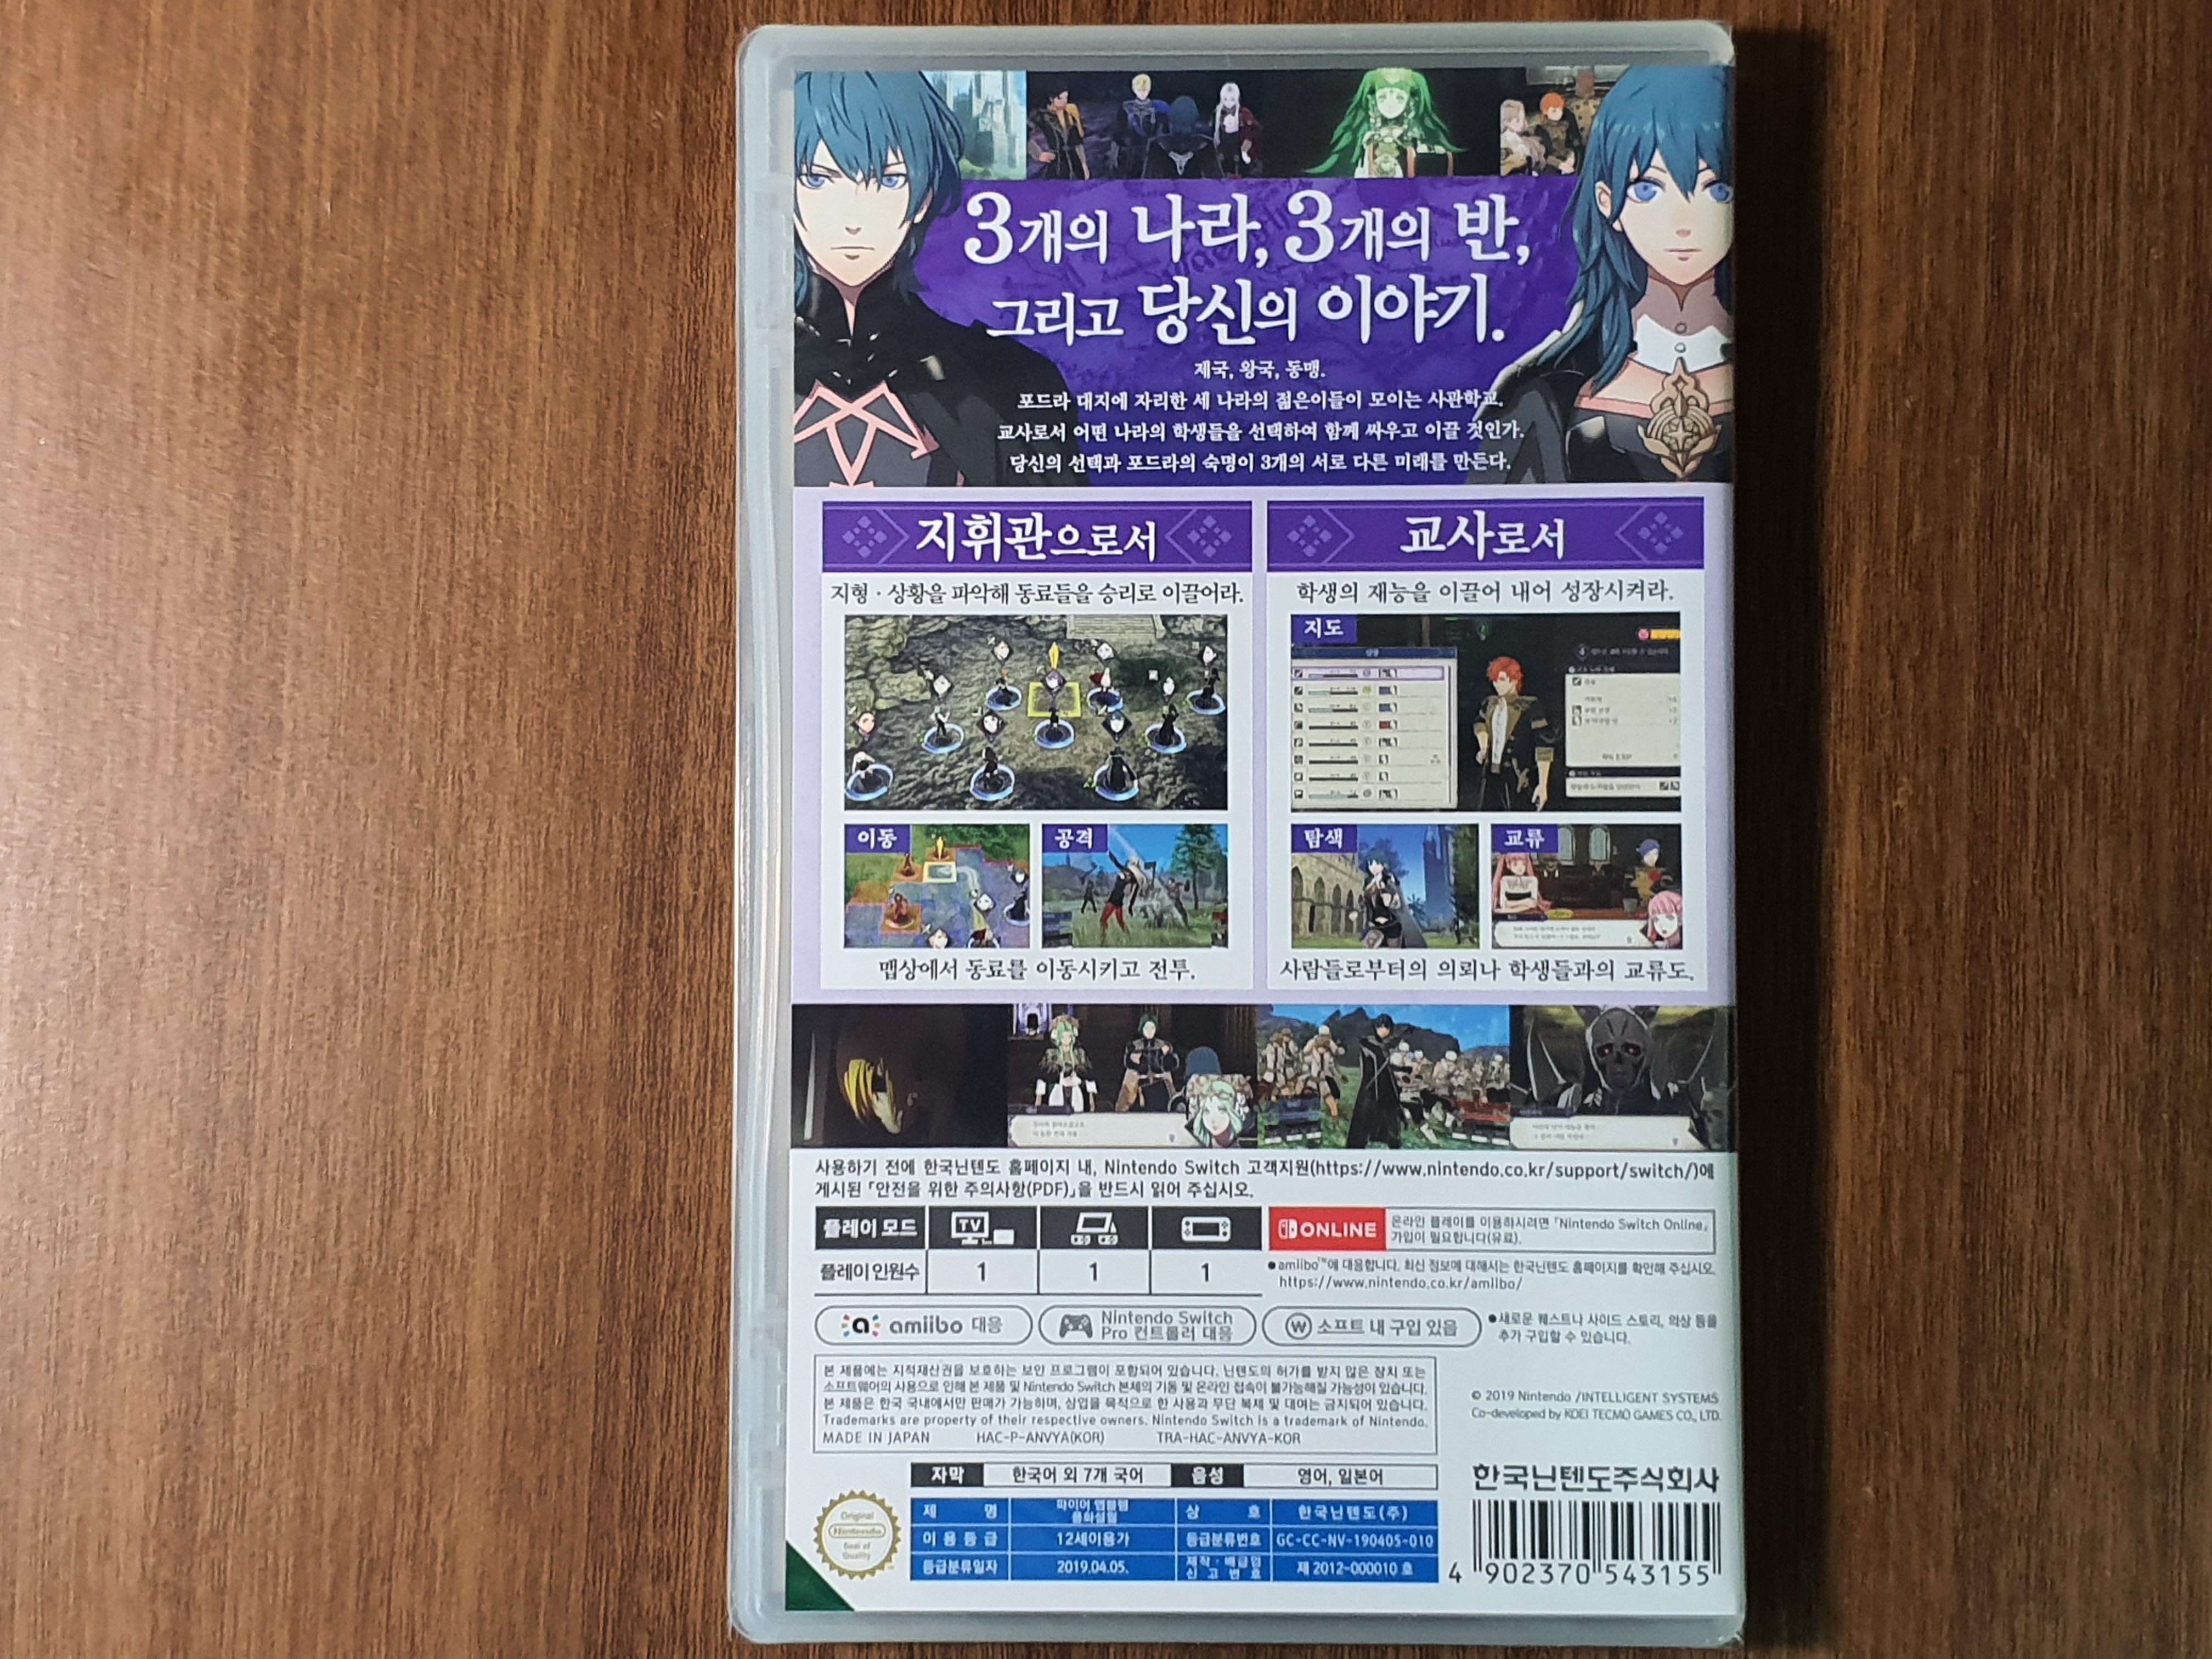 3개의 나라, 3개의 반,
그리고 당신의 이야기.
제국, 왕국, 동맹.
포드라 대지에 자리한 세 나라의 젊은이들이 모이는 사관학교.
교사로서 어떤 나라의 학생들을 선택하여 함께 싸우고 이끌 것인가.
당신의 선택과 포드라의 숙명이 3개의 서로 다른 미래를 만든다.
지휘관으로서
지형 · 상황을 파악해 동료들을 승리로 이끌어라.
이동
공격
맵상에서 동료를 이동시키고 전투.
교사로서
학생의 재능을 이끌어 내어 성장시켜라.
지도
탐색
교류
사람들로부터의 의뢰나 학생들과의 교류도.
사용하기 전에 한국닌텐도 홈페이지 내, Nintendo Switch 고객지원(https://www.nintendo.co.kr/support/switch/)에
게시된 「안전을 위한 주의사항(PDF)」을 반드시 읽어 주십시오.
플레이 모드 TV
플레이 인원수 1 1 1
ONLINE
온라인 플레이를 이용하시려면 「Nintendo Switch Online」
가입이 필요합니다(유료).
●amiibo™에 대응합니다. 최신 정보에 대해서는 한국닌텐도 홈페이지를 확인해 주십시오.
https://www.nintendo.co.kr/amiibo/
amiibo 대응
Nintendo Switch
Pro 컨트롤러 대응
소프트 내 구입 있음
●새로운 퀘스트나 사이드 스토리, 의상 등을
추가 구입할 수 있습니다.
본 제품에는 지적재산권을 보호하는 보안 프로그램이 포함되어 있습니다. 닌텐도의 허가를 받지 않은 장치 또는
소프트웨어의 사용으로 인해 본 제품 및 Nintendo Switch 본체의 기동 및 온라인 접속이 불가능해질 가능성이 있습니다.
본 제품은 한국 국내에서만 판매가 가능하며, 상업을 목적으로 한 사용과 무단 복제 및 대여는 금지되어 있습니다.
Trademarks are property of their respective owners. Nintendo Switch is a trademark of Nintendo.
MADE IN JAPAN HAC-P-ANVYA(KOR) TRA-HAC-ANVYA-KOR
© 2019 Nintendo /INTELLIGENT SYSTEMS
Co-developed by KOEI TECMO GAMES CO., LTD.
자막 한국어 외 7개 국어 음성 영어, 일본어
한국닌텐도주식회사
Original
Nintendo
Seal of
Quality
제 명 파이어 엠블렘 풍화설월 상 호 한국닌텐도(주)
이용등급 12세이용가 등급분류번호 GC-CC-NV-190405-010
등급분류일자 2019.04.05. 제작·배급업 신고번호 제 2012-000010 호
4 902370 543155